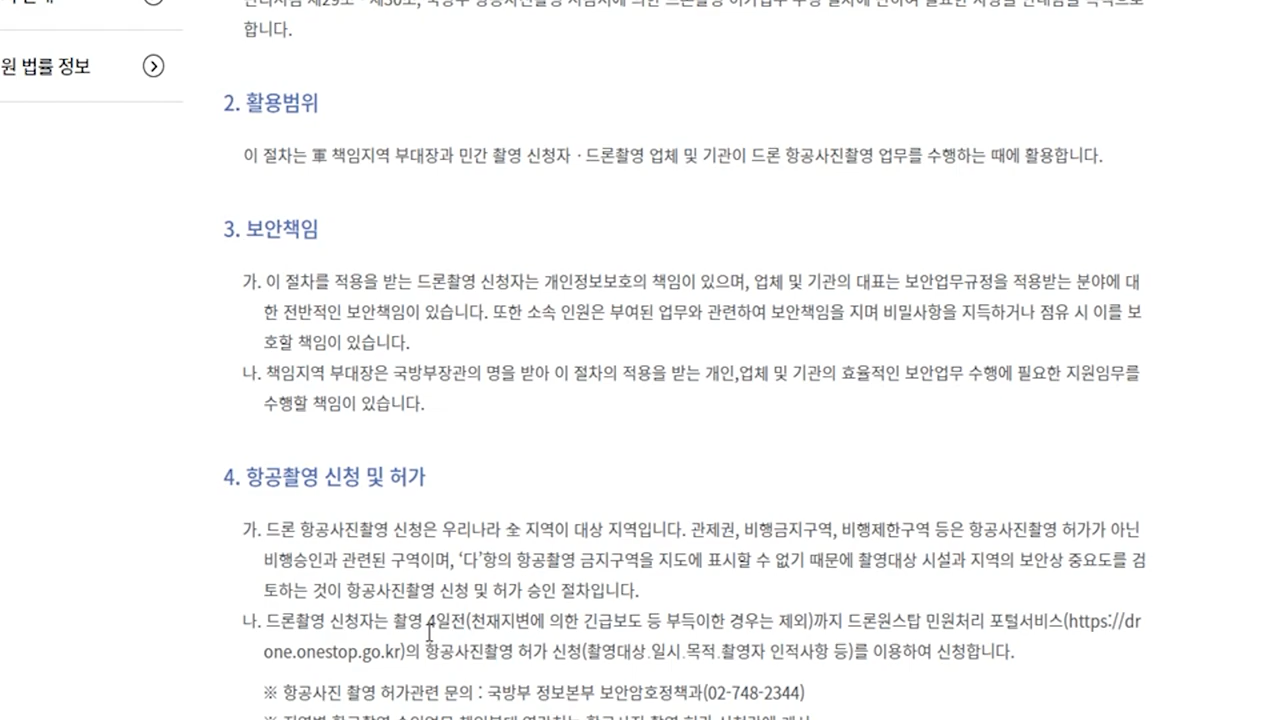 합니다.
원 법률 정보
2. 활용범위
이 절차는 軍 책임지역 부대장과 민간 촬영 신청자 · 드론촬영 업체 및 기관이 드론 항공사진촬영 업무를 수행하는 때에 활용합니다.
3. 보안책임
가. 이 절차를 적용을 받는 드론촬영 신청자는 개인정보보호의 책임이 있으며, 업체 및 기관의 대표는 보안업무규정을 적용받는 분야에 대
한 전반적인 보안책임이 있습니다. 또한 소속 인원은 부여된 업무와 관련하여 보안책임을 지며 비밀사항을 지득하거나 점유 시 이를 보
호할 책임이 있습니다.
나. 책임지역 부대장은 국방부장관의 명을 받아 이 절차의 적용을 받는 개인,업체 및 기관의 효율적인 보안업무 수행에 필요한 지원임무를
수행할 책임이 있습니다.
4. 항공촬영 신청 및 허가
가. 드론 항공사진촬영 신청은 우리나라 全 지역이 대상 지역입니다. 관제권, 비행금지구역, 비행제한구역 등은 항공사진촬영 허가가 아닌
비행승인과 관련된 구역이며, ‘다’항의 항공촬영 금지구역을 지도에 표시할 수 없기 때문에 촬영대상 시설과 지역의 보안상 중요도를 검
토하는 것이 항공사진촬영 신청 및 허가 승인 절차입니다.
나. 드론촬영 신청자는 촬영 4일전(천재지변에 의한 긴급보도 등 부득이한 경우는 제외)까지 드론원스탑 민원처리 포털서비스(https://dr
one.onestop.go.kr)의 항공사진촬영 허가 신청(촬영대상.일시.목적.촬영자 인적사항 등)를 이용하여 신청합니다.
※ 항공사진 촬영 허가관련 문의 : 국방부 정보본부 보안암호정책과(02-748-2344)